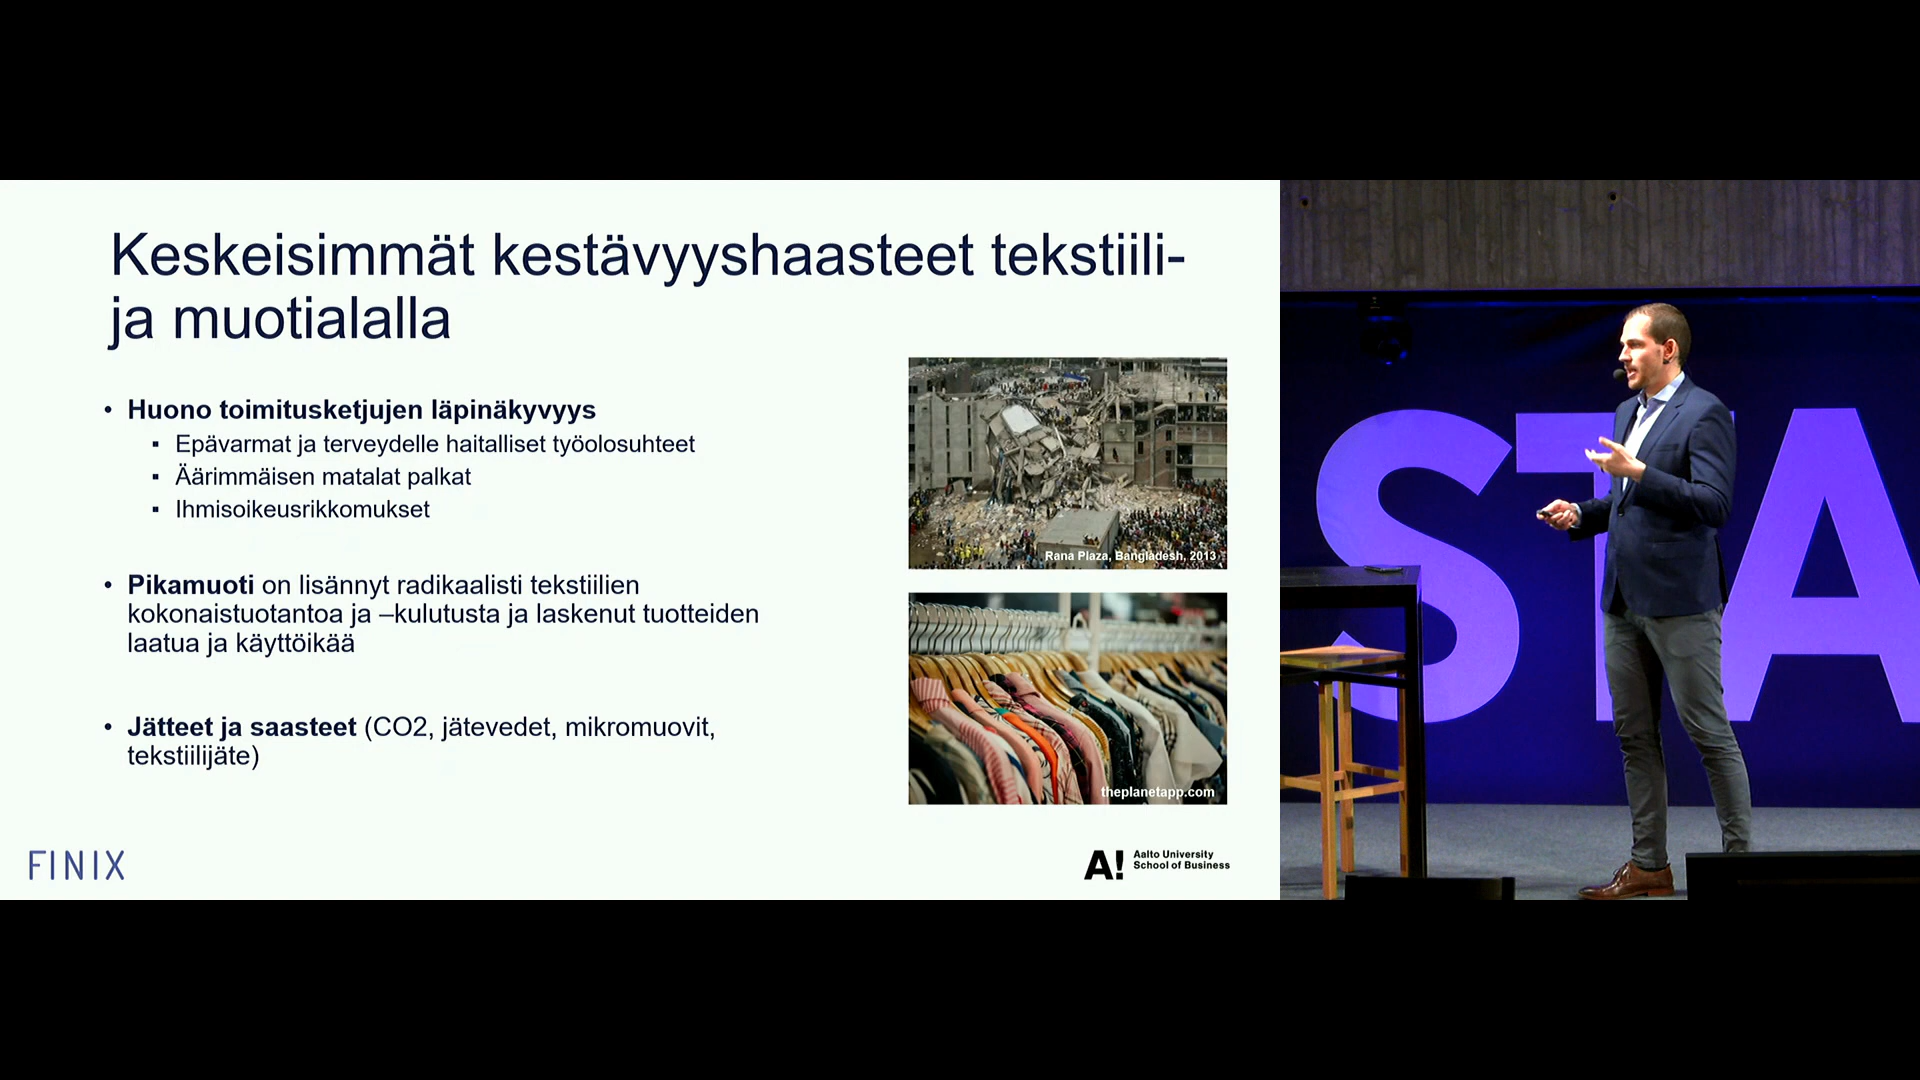 Keskeisimmät kestävyyshaasteet tekstiili-
ja muotialalla
• Huono toimitusketjujen läpinäkyvyys
▪ Epävarmat ja terveydelle haitalliset työolosuhteet
▪ Äärimmäisen matalat palkat
▪ Ihmisoikeusrikkomukset
• Pikamuoti on lisännyt radikaalisti tekstiilien
kokonaistuotantoa ja –kulutusta ja laskenut tuotteiden
laatua ja käyttöikää
• Jätteet ja saasteet (CO2, jätevedet, mikromuovit,
tekstiilijäte)
Rana Plaza, Bangladesh, 2013
theplanetapp.com
FINIX
A! Aalto University
School of Business
STA